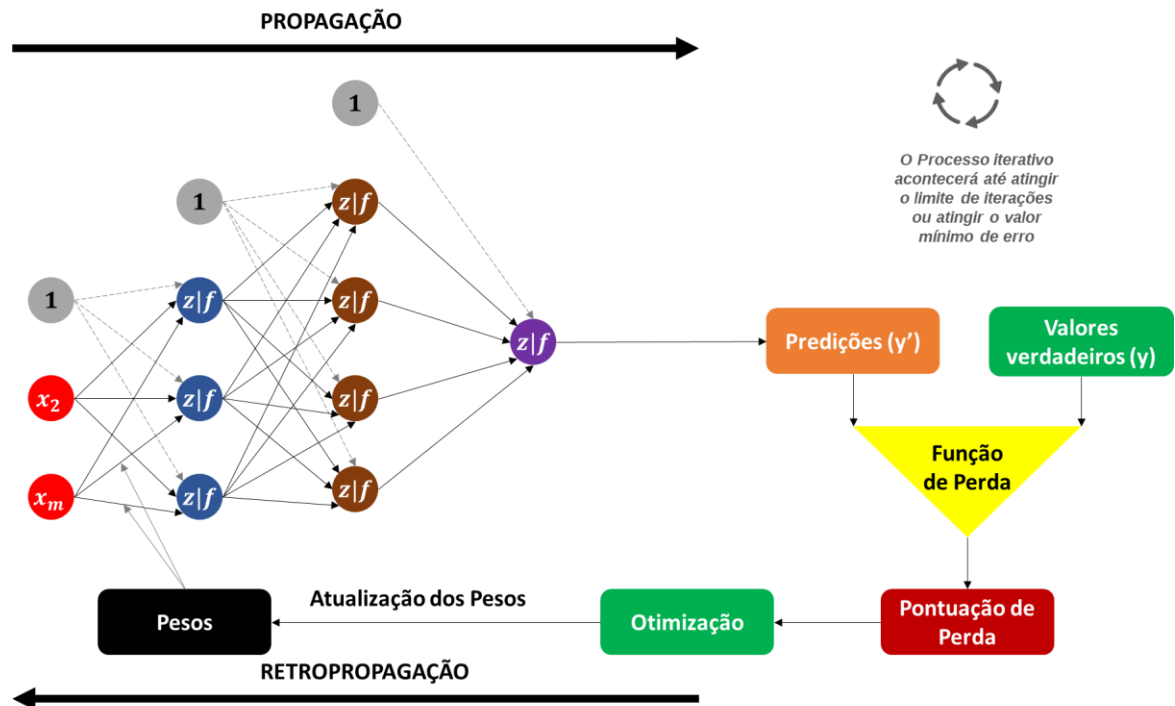 PROPAGAÇÃO
1
1
z|f
O Processo iterativo
acontecerá até atingir
o limite de iterações
ou atingir o valor
mínimo de erro
1
z|f
z|f
z|f
Predições (y’)
Valores
verdadeiros (y)
x₂
z|f
z|f
Função
de Perda
xₘ
z|f
z|f
Pesos
Atualização dos Pesos
Otimização
Pontuação de
Perda
RETROPROPAGAÇÃO